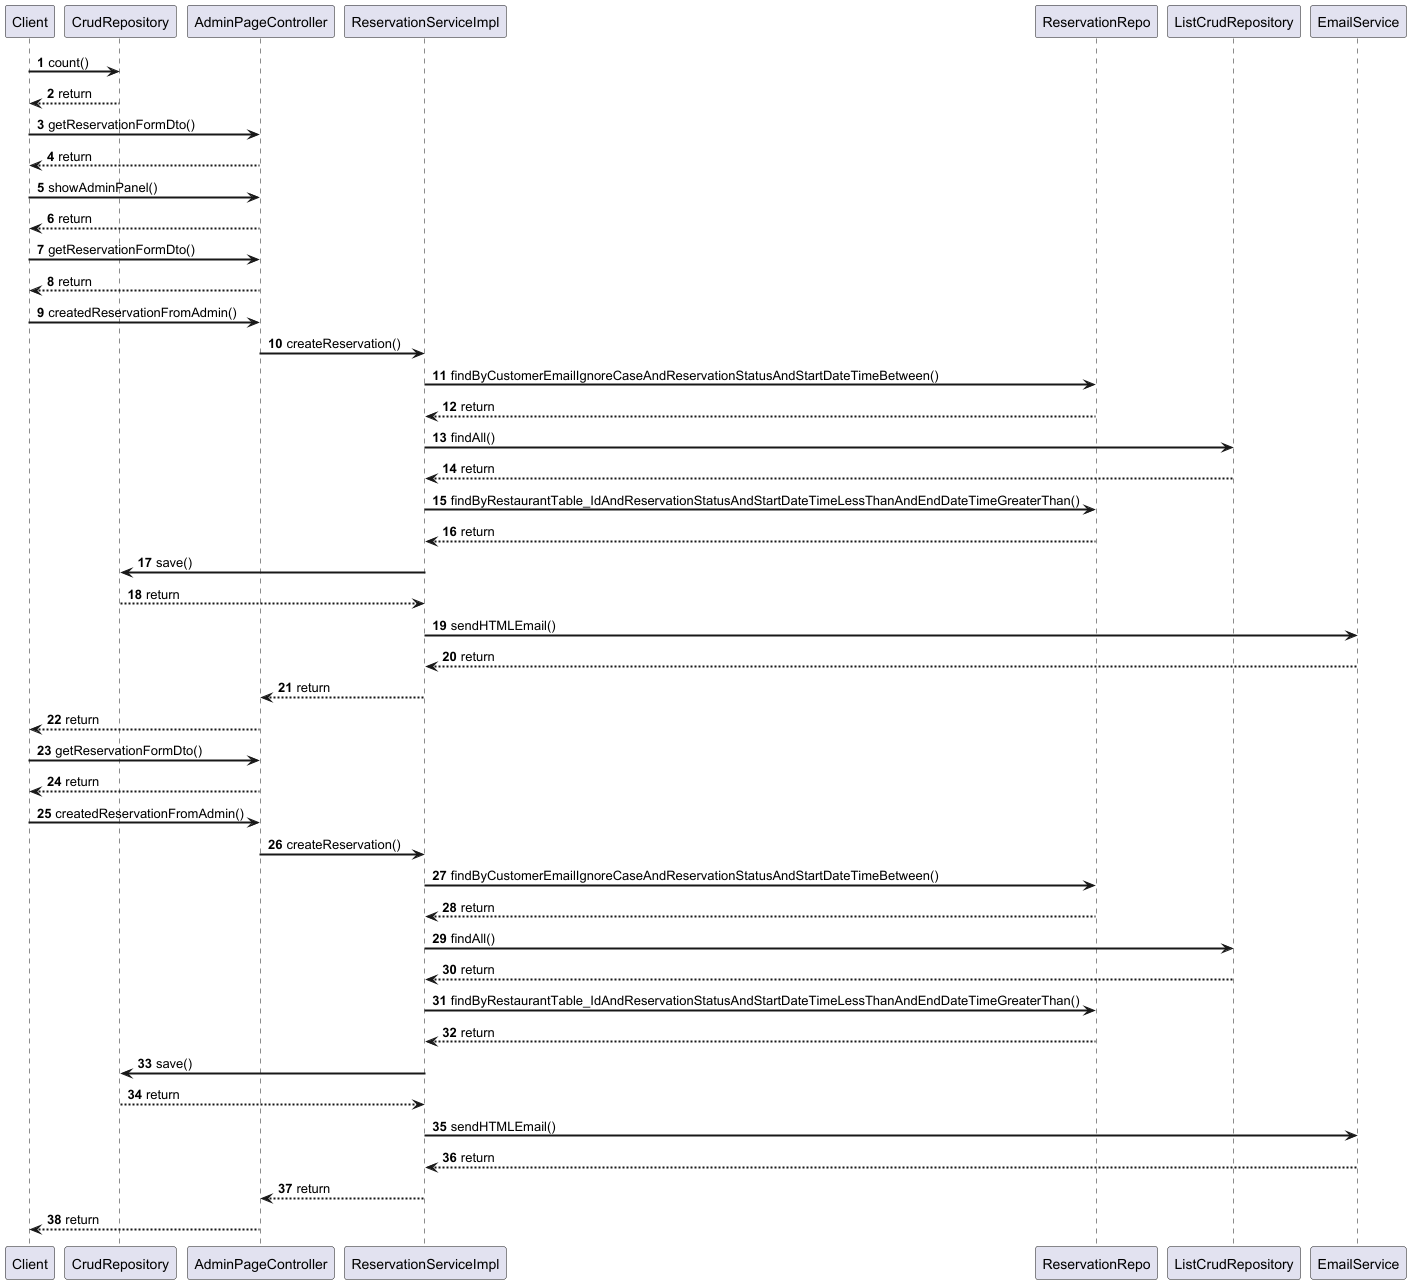 Client CrudRepository AdminPageController ReservationServiceImpl ReservationRepo ListCrudRepository EmailService
1 count()
2 return
3 getReservationFormDto()
4 return
5 showAdminPanel()
6 return
7 getReservationFormDto()
8 return
9 createdReservationFromAdmin()
10 createReservation()
11 findByCustomerEmailIgnoreCaseAndReservationStatusAndStartDateTimeBetween()
12 return
13 findAll()
14 return
15 findByRestaurantTable_IdAndReservationStatusAndStartDateTimeLessThanAndEndDateTimeGreaterThan()
16 return
17 save()
18 return
19 sendHTMLEmail()
20 return
21 return
22 return
23 getReservationFormDto()
24 return
25 createdReservationFromAdmin()
26 createReservation()
27 findByCustomerEmailIgnoreCaseAndReservationStatusAndStartDateTimeBetween()
28 return
29 findAll()
30 return
31 findByRestaurantTable_IdAndReservationStatusAndStartDateTimeLessThanAndEndDateTimeGreaterThan()
32 return
33 save()
34 return
35 sendHTMLEmail()
36 return
37 return
38 return
Client CrudRepository AdminPageController ReservationServiceImpl ReservationRepo ListCrudRepository EmailService